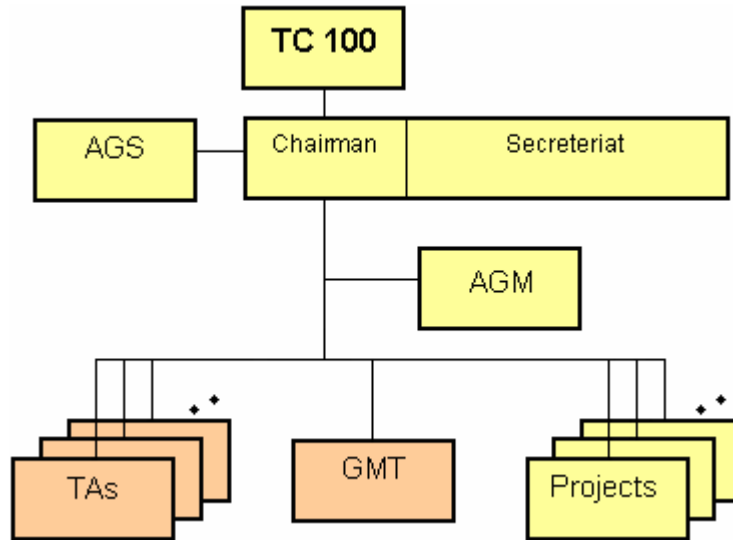 TC 100
AGS
Chairman
Secreteriat
AGM
TAs
GMT
Projects